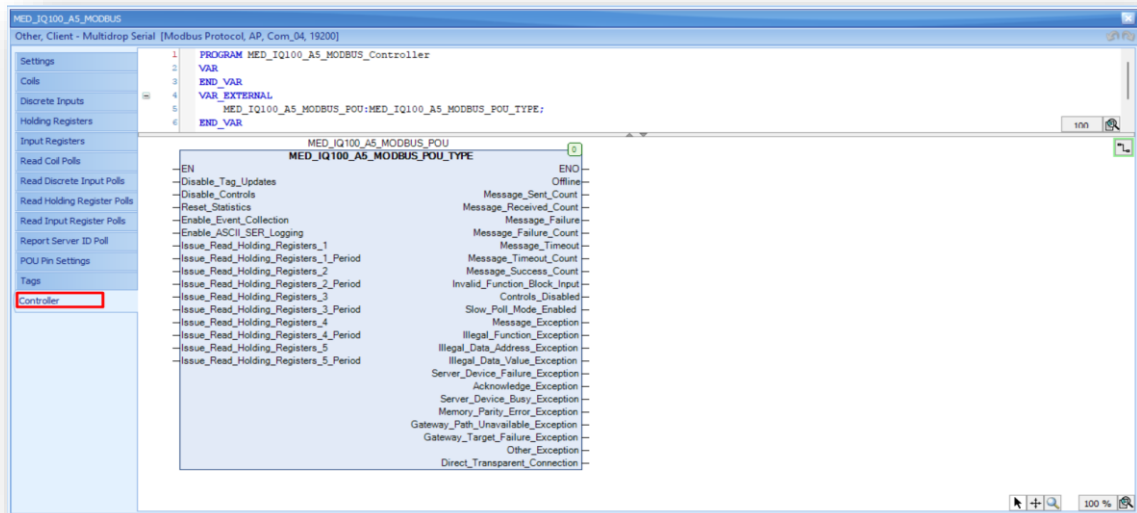 MED_IQ100_A5_MODBUS
Other, Client - Multidrop Serial [Modbus Protocol, AP, Com_04, 19200]
Settings
Coils
Discrete Inputs
Holding Registers
Input Registers
Read Coil Polls
Read Discrete Input Polls
Read Holding Register Polls
Read Input Register Polls
Report Server ID Poll
POU Pin Settings
Tags
Controller
1 PROGRAM MED_IQ100_A5_MODBUS_Controller
2 VAR
3 END_VAR
4 VAR_EXTERNAL
5 MED_IQ100_A5_MODBUS_POU:MED_IQ100_A5_MODBUS_POU_TYPE;
6 END_VAR
100
MED_IQ100_A5_MODBUS_POU
0
MED_IQ100_A5_MODBUS_POU_TYPE
EN ENO
Disable_Tag_Updates Offline
Disable_Controls Message_Sent_Count
Reset_Statistics Message_Received_Count
Enable_Event_Collection Message_Failure
Enable_ASCII_SER_Logging Message_Failure_Count
Issue_Read_Holding_Registers_1 Message_Timeout
Issue_Read_Holding_Registers_1_Period Message_Timeout_Count
Issue_Read_Holding_Registers_2 Message_Success_Count
Issue_Read_Holding_Registers_2_Period Invalid_Function_Block_Input
Issue_Read_Holding_Registers_3 Controls_Disabled
Issue_Read_Holding_Registers_3_Period Slow_Poll_Mode_Enabled
Issue_Read_Holding_Registers_4 Message_Exception
Issue_Read_Holding_Registers_4_Period Illegal_Function_Exception
Issue_Read_Holding_Registers_5 Illegal_Data_Address_Exception
Issue_Read_Holding_Registers_5_Period Illegal_Data_Value_Exception
Server_Device_Failure_Exception
Acknowledge_Exception
Server_Device_Busy_Exception
Memory_Parity_Error_Exception
Gateway_Path_Unavailable_Exception
Gateway_Target_Failure_Exception
Other_Exception
Direct_Transparent_Connection
100 %